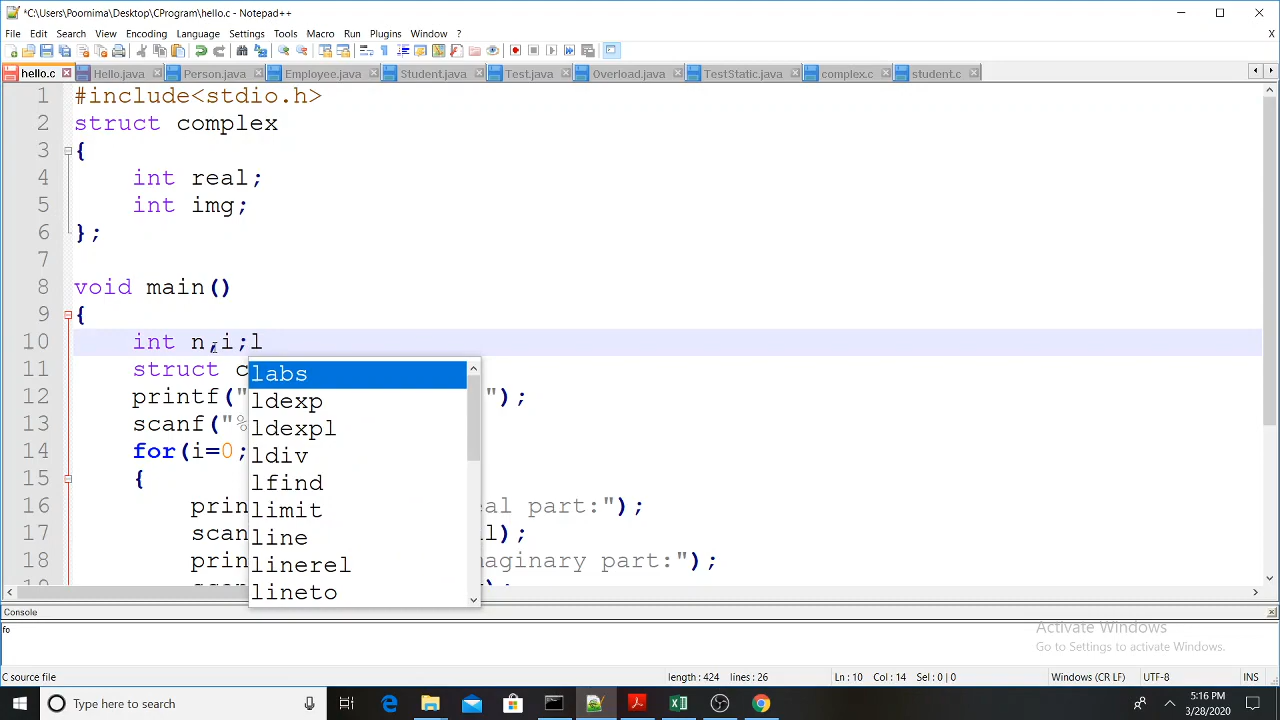 *C:\Users\Poornima\Desktop\CProgram\hello.c - Notepad++
File Edit Search View Encoding Language Settings Tools Macro Run Plugins Window ?
X
hello.c Hello.java Person.java Employee.java Student.java Test.java Overload.java TestStatic.java complex.c student.c
1 #include<stdio.h>
2 struct complex
3 {
4 int real;
5 int img;
6 };
7
8 void main()
9 {
10 int n,i;l
11 struct c
labs
12 printf(" ");
ldexp
13 scanf("%
ldexpl
14 for(i=0;
ldiv
15 {
lfind
16 prin al part:");
limit
17 scan l);
line
18 prin maginary part:");
linerel
lineto
Console
fo
Activate Windows
Go to Settings to activate Windows.
C source file length : 424 lines : 26 Ln : 10 Col : 14 Sel : 0 | 0 Windows (CR LF) UTF-8 INS
Type here to search
5:16 PM
3/28/2020